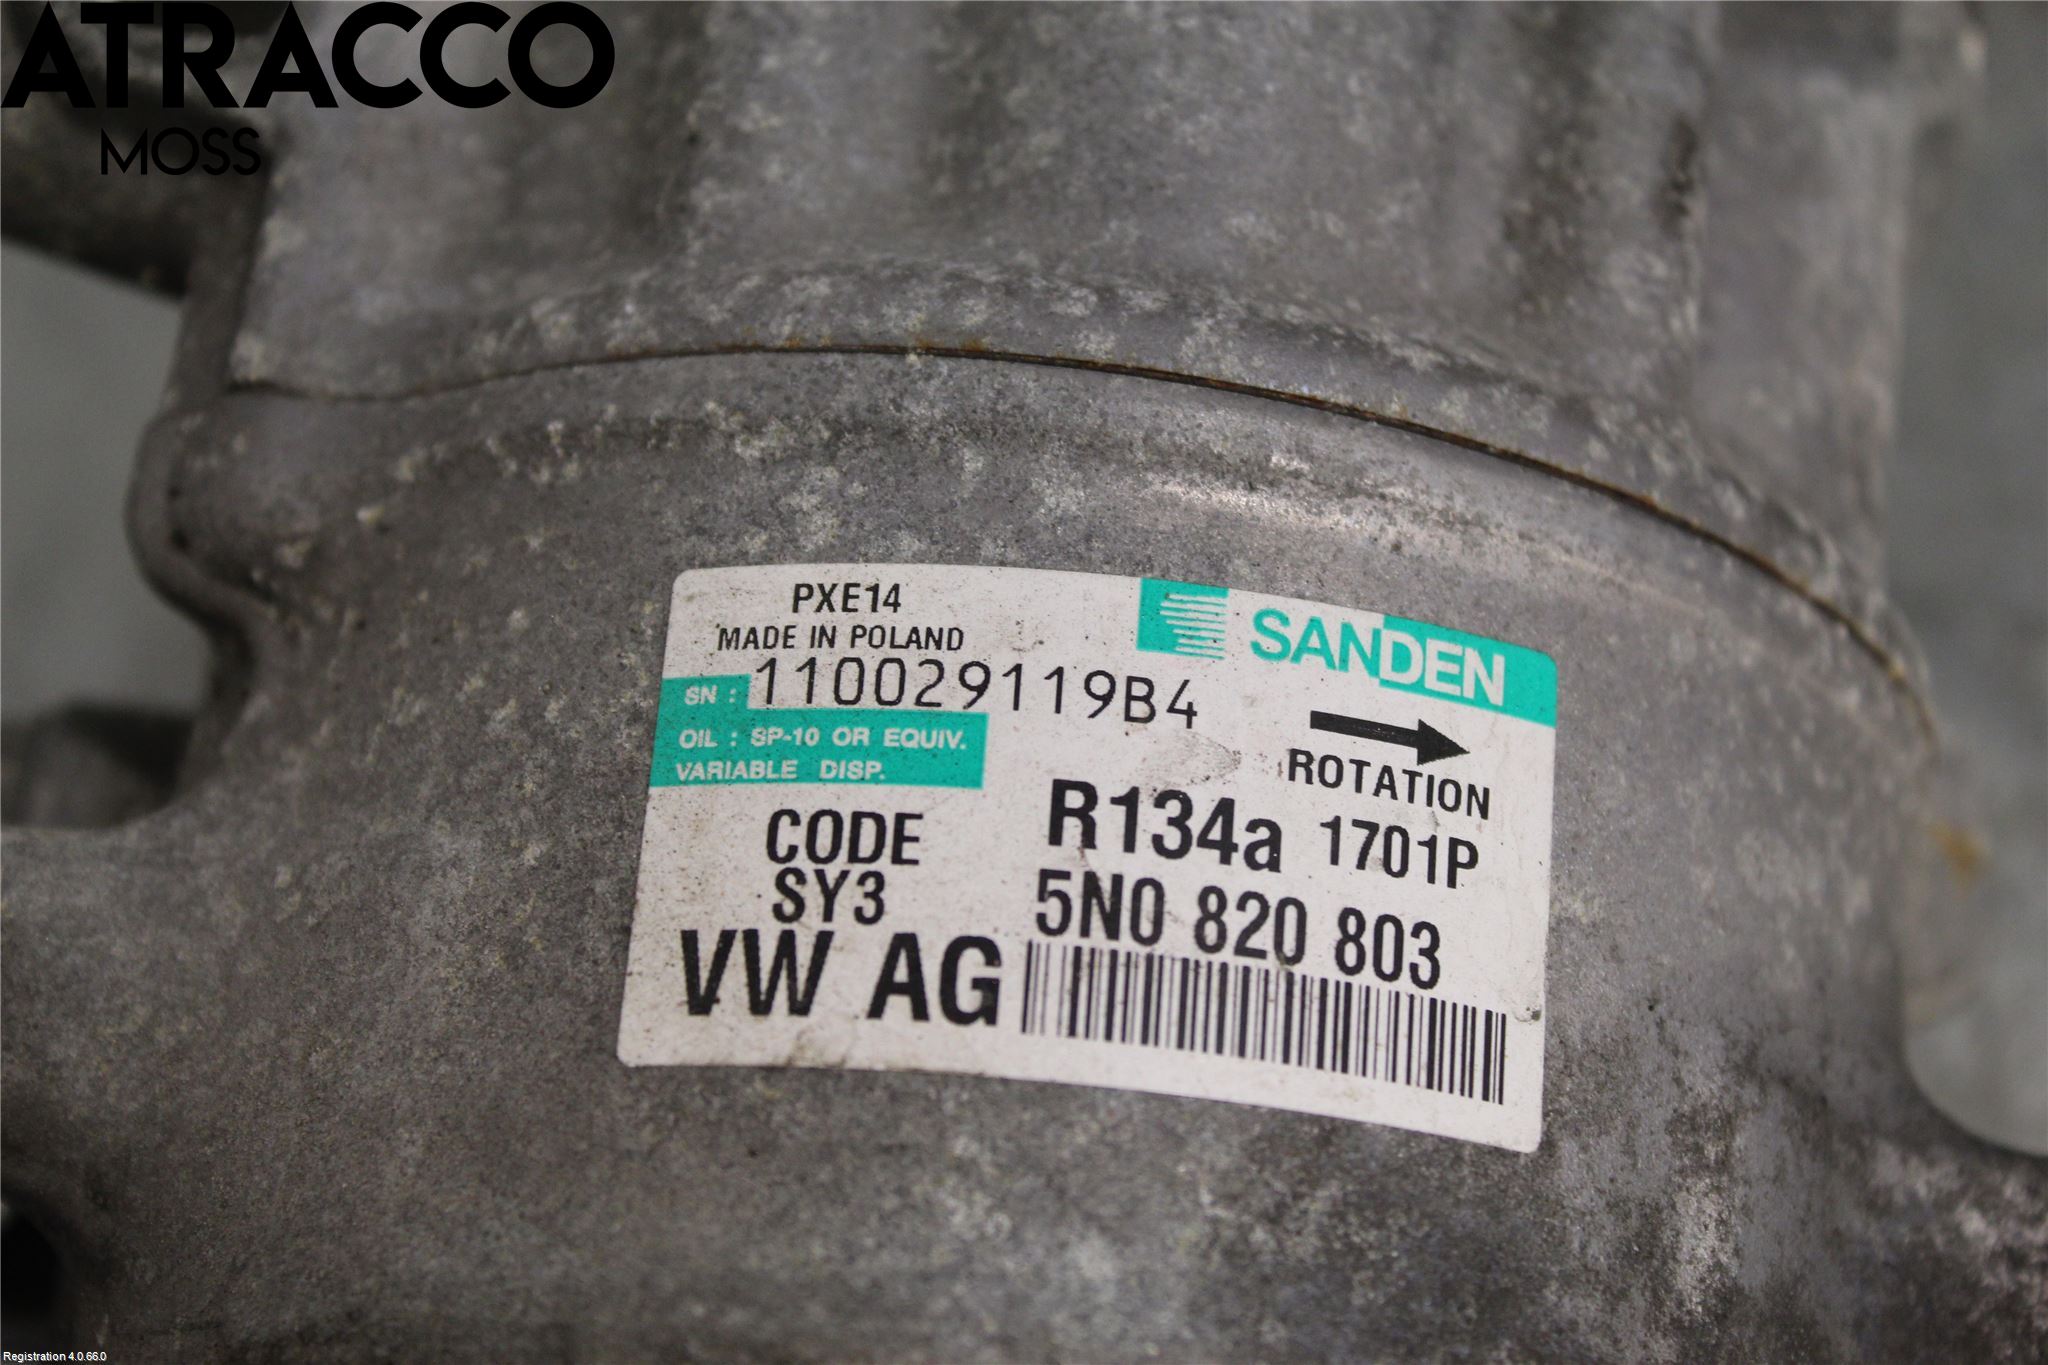 ATRACCO
MOSS
PXE14
MADE IN POLAND
SANDEN
SN : 110029119B4
OIL : SP-10 OR EQUIV.
VARIABLE DISP.
ROTATION
CODE
SY3
R134a 1701P
5N0 820 803
VW AG
Registration 4.0.66.0